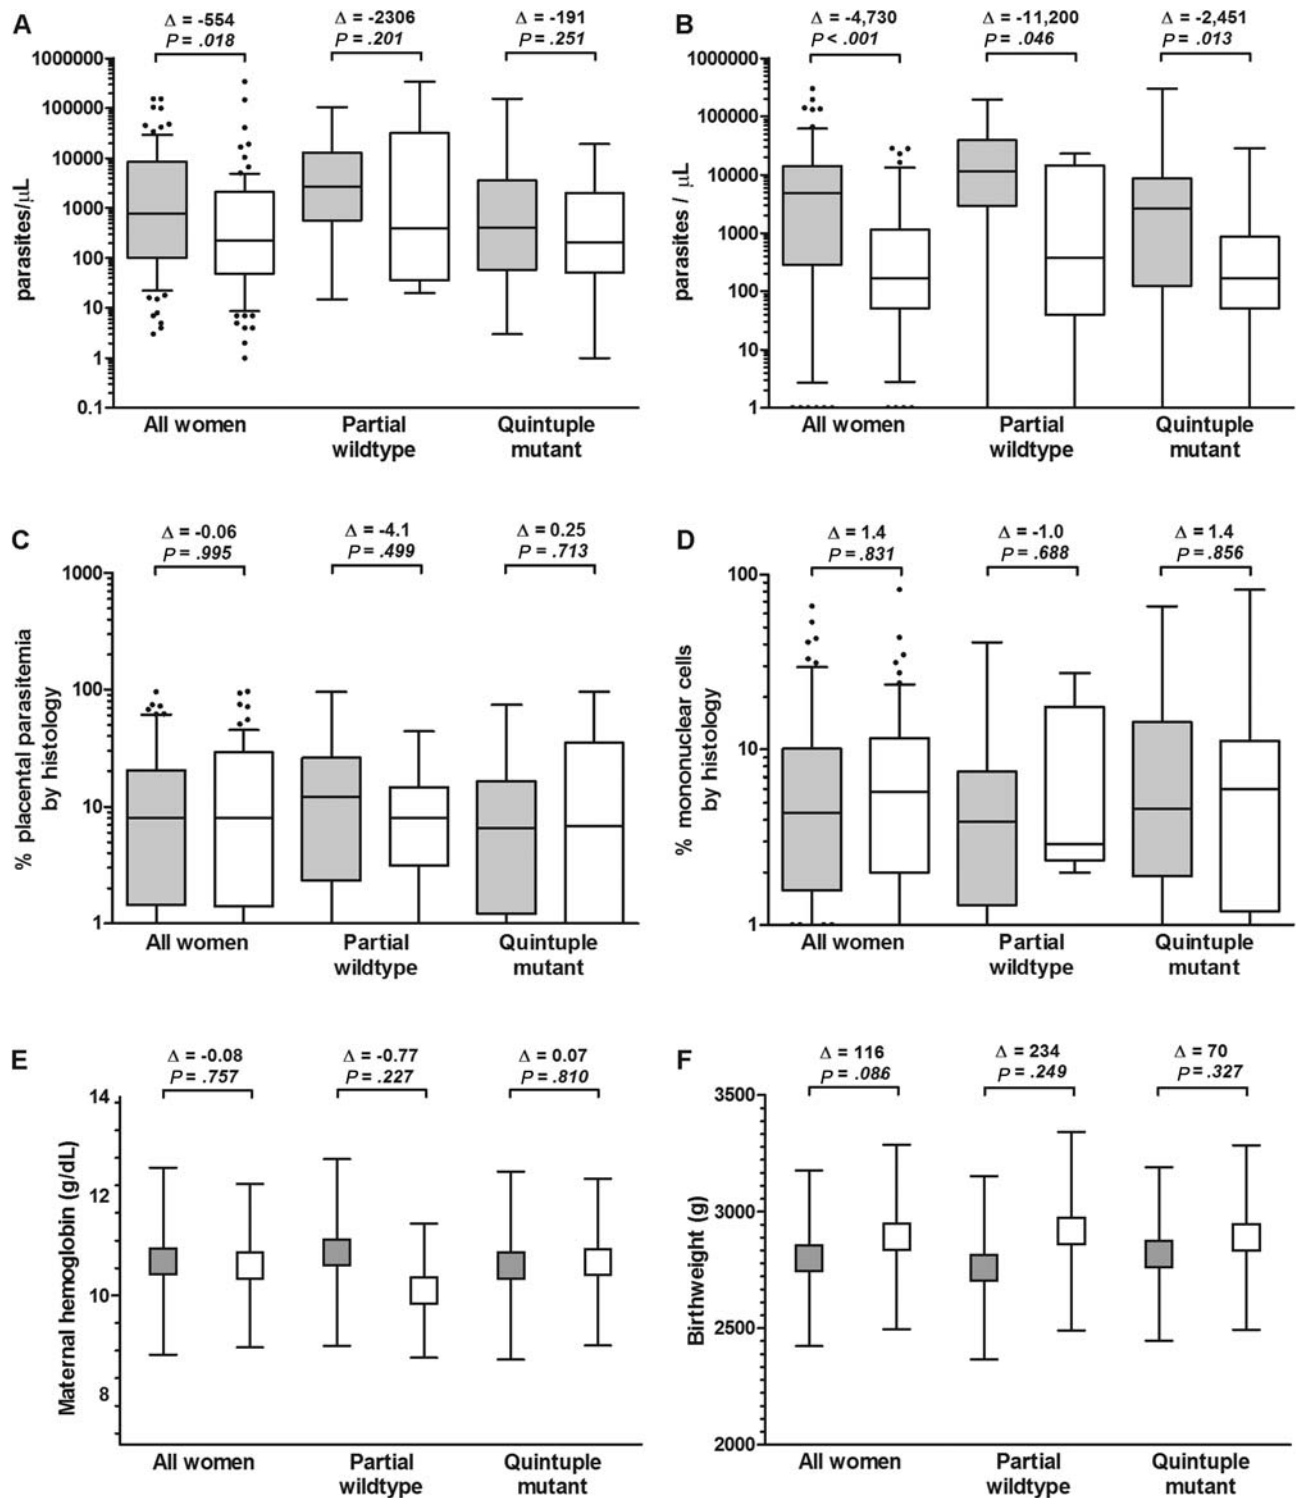 A
Δ = -554
P = .018
Δ = -2306
P = .201
Δ = -191
P = .251
parasites/μL
1000000
100000
10000
1000
100
10
1
0.1
All women
Partial
wildtype
Quintuple
mutant
B
Δ = -4,730
P < .001
Δ = -11,200
P = .046
Δ = -2,451
P = .013
parasites / μL
1000000
100000
10000
1000
100
10
1
All women
Partial
wildtype
Quintuple
mutant
C
Δ = -0.06
P = .995
Δ = -4.1
P = .499
Δ = 0.25
P = .713
% placental parasitemia
by histology
1000
100
10
1
All women
Partial
wildtype
Quintuple
mutant
D
Δ = 1.4
P = .831
Δ = -1.0
P = .688
Δ = 1.4
P = .856
% mononuclear cells
by histology
100
10
1
All women
Partial
wildtype
Quintuple
mutant
E
Δ = -0.08
P = .757
Δ = -0.77
P = .227
Δ = 0.07
P = .810
Maternal hemoglobin (g/dL)
14
12
10
8
All women
Partial
wildtype
Quintuple
mutant
F
Δ = 116
P = .086
Δ = 234
P = .249
Δ = 70
P = .327
Birthweight (g)
3500
3000
2500
2000
All women
Partial
wildtype
Quintuple
mutant